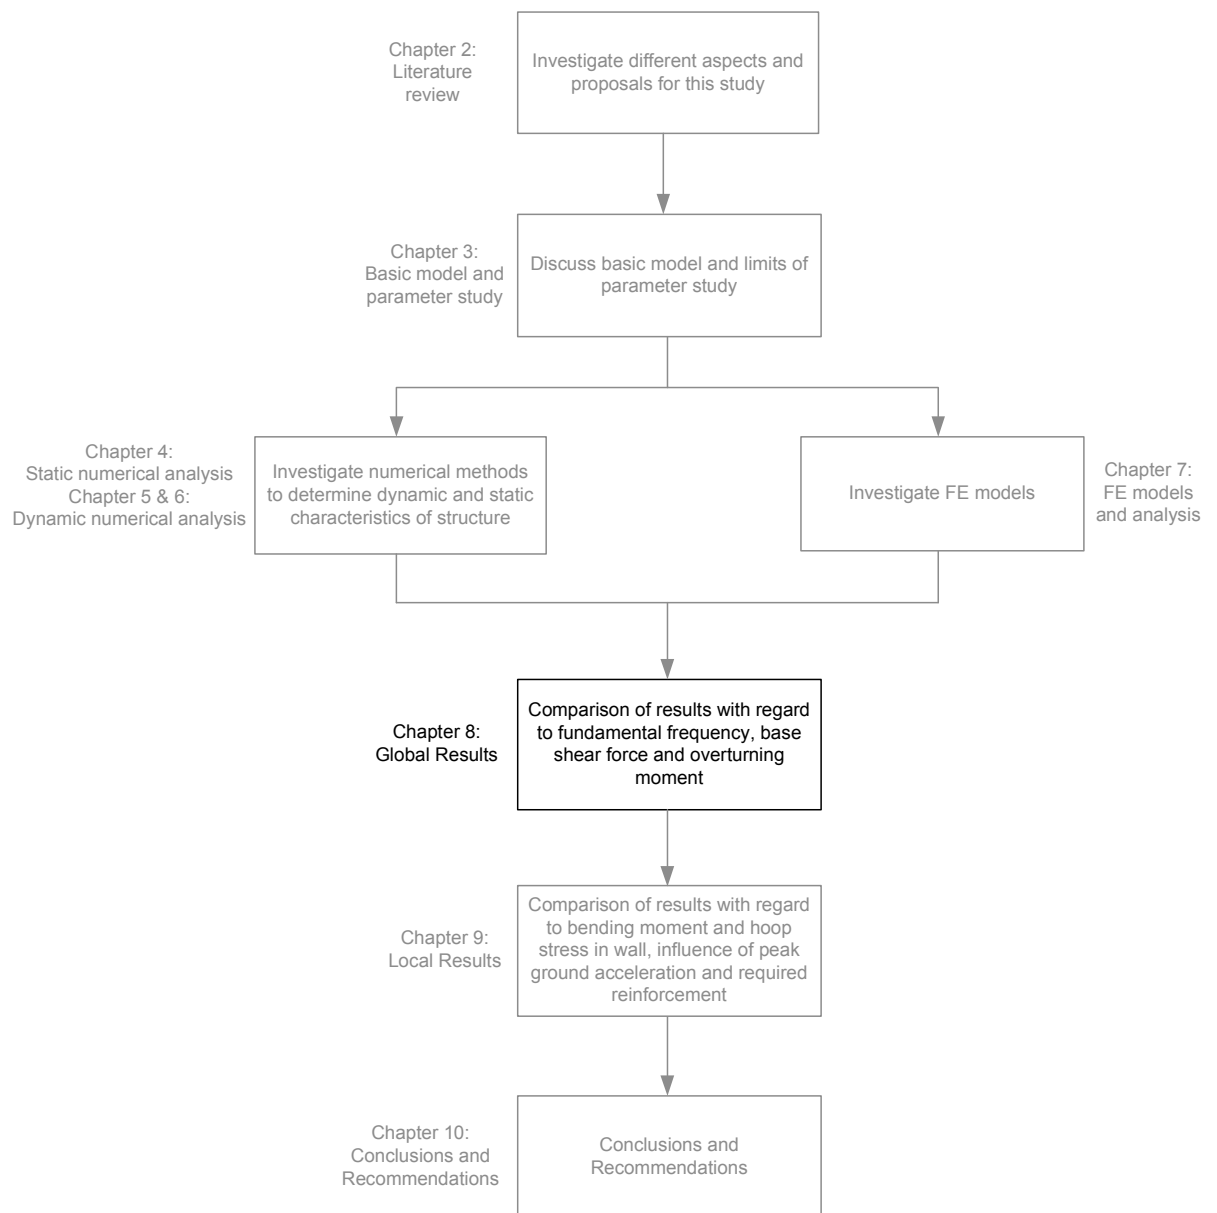 Chapter 2:
Literature
review
Investigate different aspects and
proposals for this study
Chapter 3:
Basic model and
parameter study
Discuss basic model and limits of
parameter study
Chapter 4:
Static numerical analysis
Chapter 5 & 6:
Dynamic numerical analysis
Investigate numerical methods
to determine dynamic and static
characteristics of structure
Investigate FE models
Chapter 7:
FE models
and analysis
Chapter 8:
Global Results
Comparison of results with regard
to fundamental frequency, base
shear force and overturning
moment
Chapter 9:
Local Results
Comparison of results with regard
to bending moment and hoop
stress in wall, influence of peak
ground acceleration and required
reinforcement
Chapter 10:
Conclusions and
Recommendations
Conclusions and
Recommendations